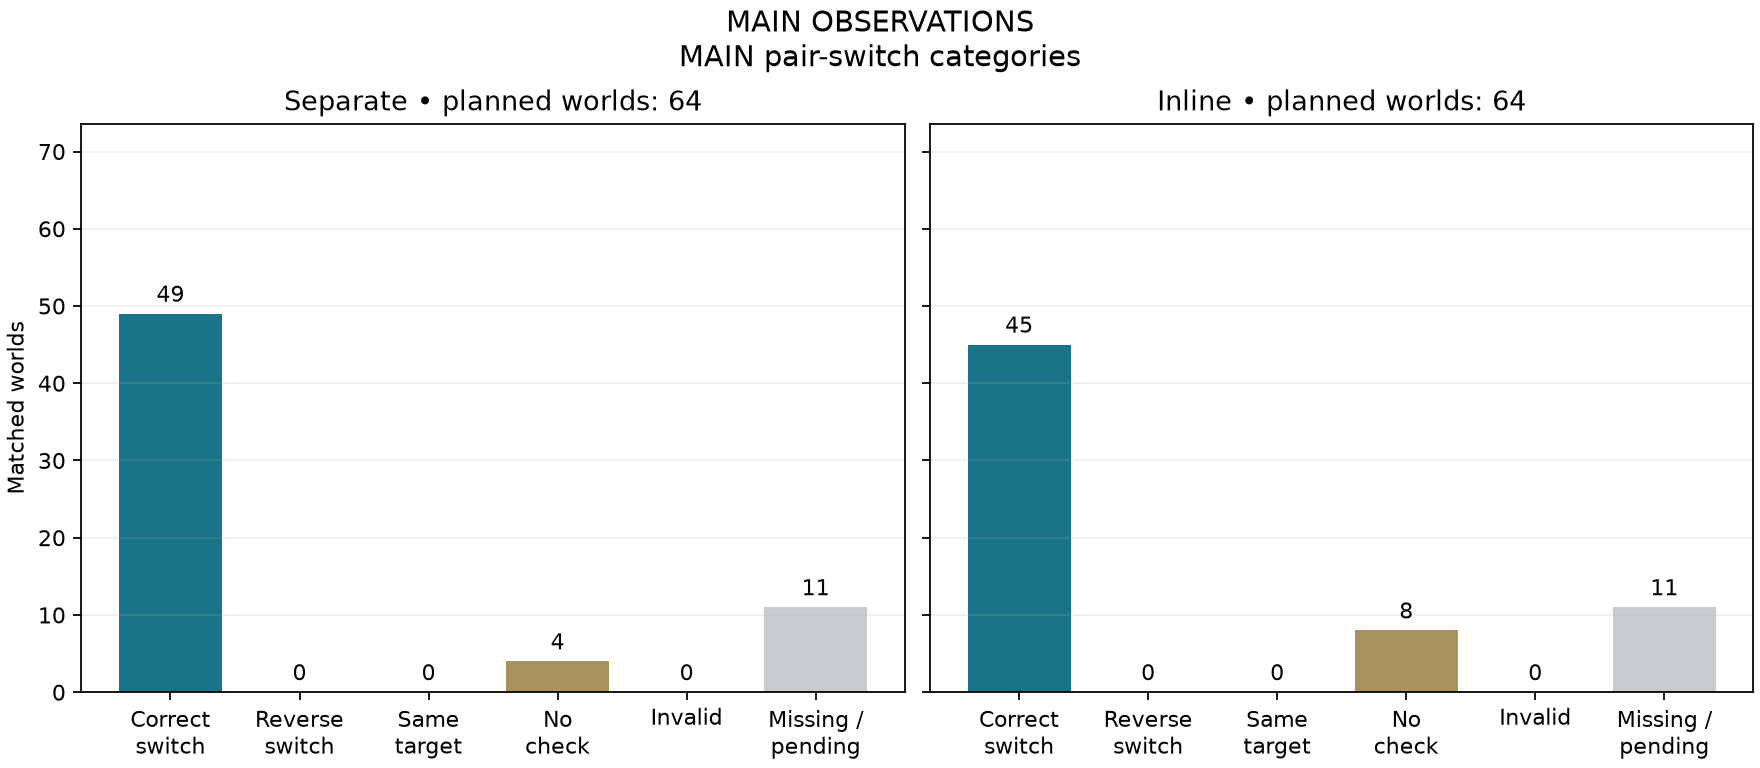 MAIN OBSERVATIONS
MAIN pair-switch categories
Separate • planned worlds: 64
Matched worlds
70
60
50
40
30
20
10
0
49
0
0
4
0
11
Correct switch
Reverse switch
Same target
No check
Invalid
Missing / pending
Inline • planned worlds: 64
45
0
0
8
0
11
Correct switch
Reverse switch
Same target
No check
Invalid
Missing / pending